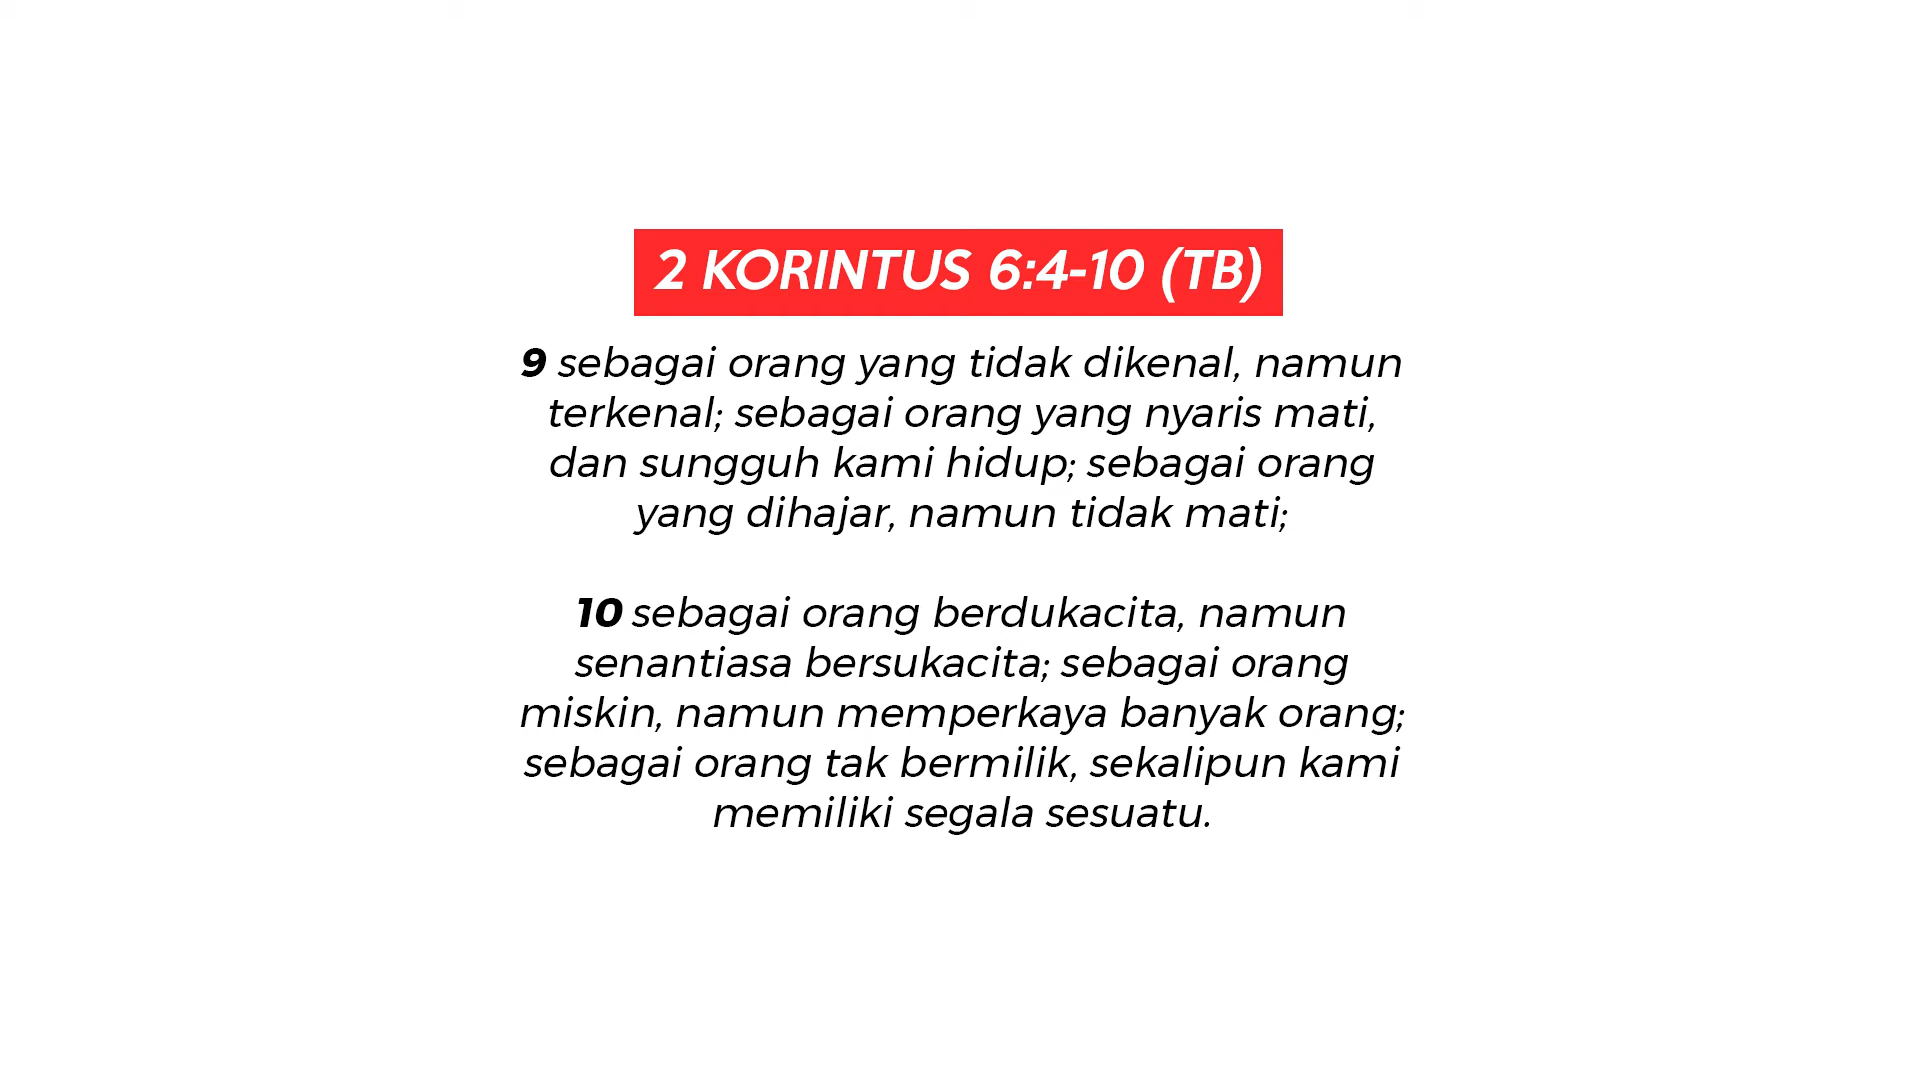 2 KORINTUS 6:4-10 (TB)
9 sebagai orang yang tidak dikenal, namun
terkenal; sebagai orang yang nyaris mati,
dan sungguh kami hidup; sebagai orang
yang dihajar, namun tidak mati;
10 sebagai orang berdukacita, namun
senantiasa bersukacita; sebagai orang
miskin, namun memperkaya banyak orang;
sebagai orang tak bermilik, sekalipun kami
memiliki segala sesuatu.